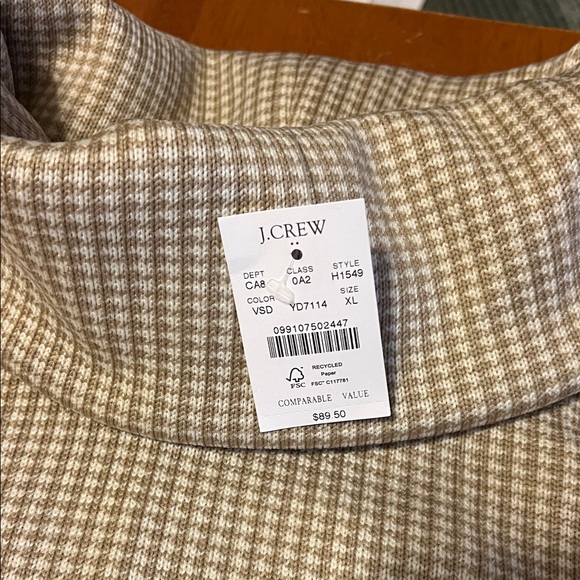 J.CREW
DEPT CLASS STYLE
CA8 0A2 H1549
COLOR SIZE
VSD YD7114 XL
099107502447
RECYCLED
Paper
FSC FSC® C117781
COMPARABLE VALUE
$89.50